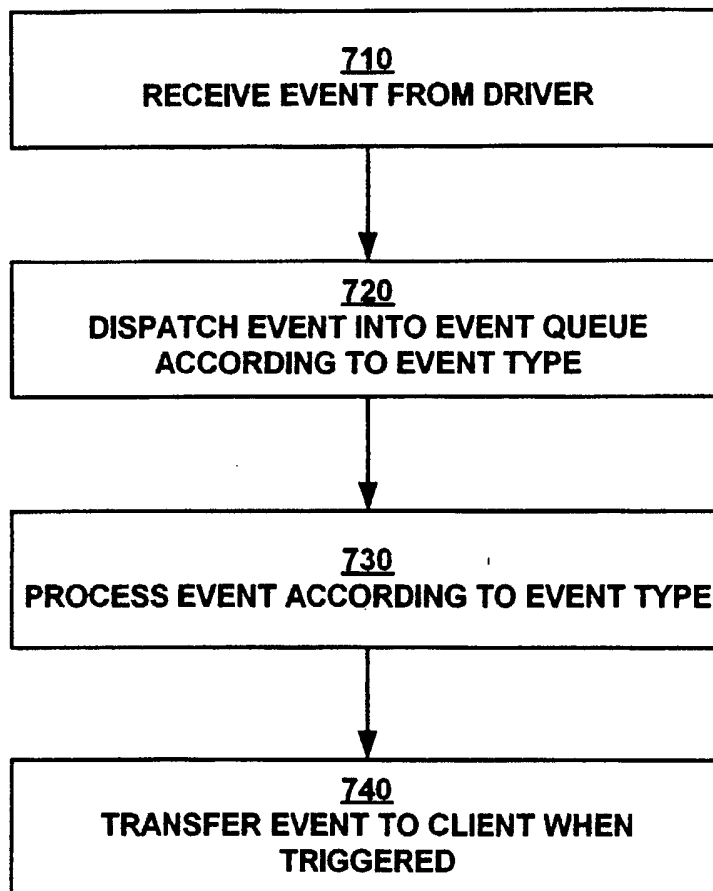 710
RECEIVE EVENT FROM DRIVER
720
DISPATCH EVENT INTO EVENT QUEUE
ACCORDING TO EVENT TYPE
730
PROCESS EVENT ACCORDING TO EVENT TYPE
740
TRANSFER EVENT TO CLIENT WHEN
TRIGGERED